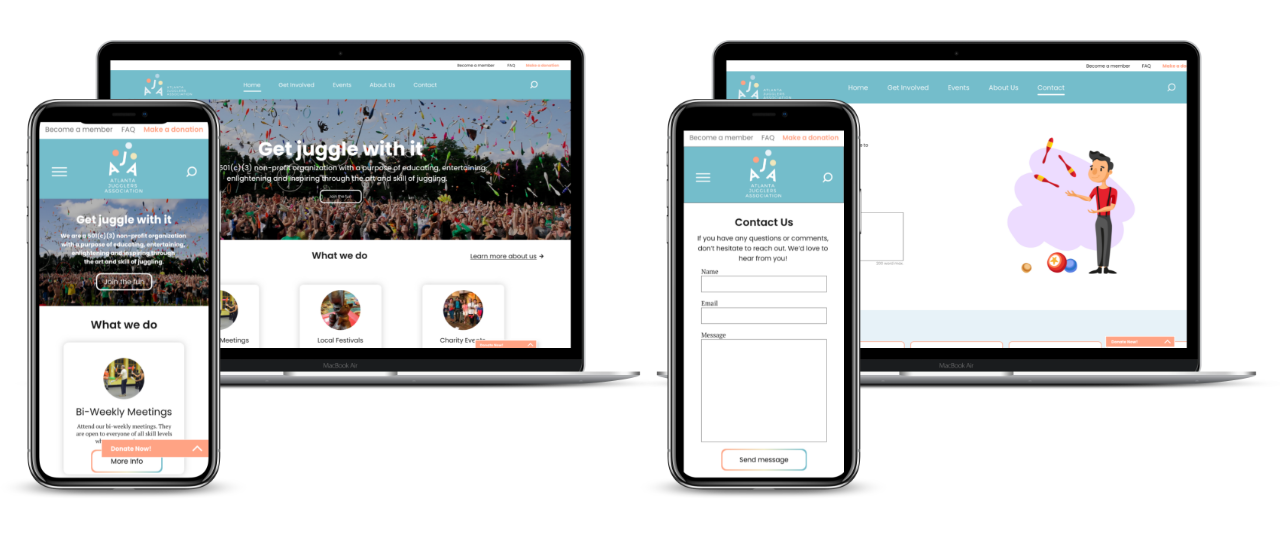 Become a member FAQ Make a donation
ATLANTA
JUGGLERS
ASSOCIATION
Home Get Involved Events About Us Contact
Get juggle with it
501(c)(3) non-profit organization with a purpose of educating, entertaining,
enlightening and inspiring through the art and skill of juggling.
Join the fun
What we do
Learn more about us →
Meetings
Local Festivals
Charity Events
Donate Now!
MacBook Air
Become a member FAQ Make a donation
ATLANTA
JUGGLERS
ASSOCIATION
Get juggle with it
We are a 501(c)(3) non-profit organization
with a purpose of educating, entertaining,
enlightening and inspiring through
the art and skill of juggling.
Join the fun
What we do
Bi-Weekly Meetings
Attend our bi-weekly meetings. They
are open to everyone of all skill levels
Donate Now!
More info
Become a member FAQ Make a don
ATLANTA
JUGGLERS
ASSOCIATION
Home Get Involved Events About Us Contact
e to
200 word max.
Donate Now!
MacBook Air
Become a member FAQ Make a donation
ATLANTA
JUGGLERS
ASSOCIATION
Contact Us
If you have any questions or comments,
don't hesitate to reach out. We'd love to
hear from you!
Name
Email
Message
Send message